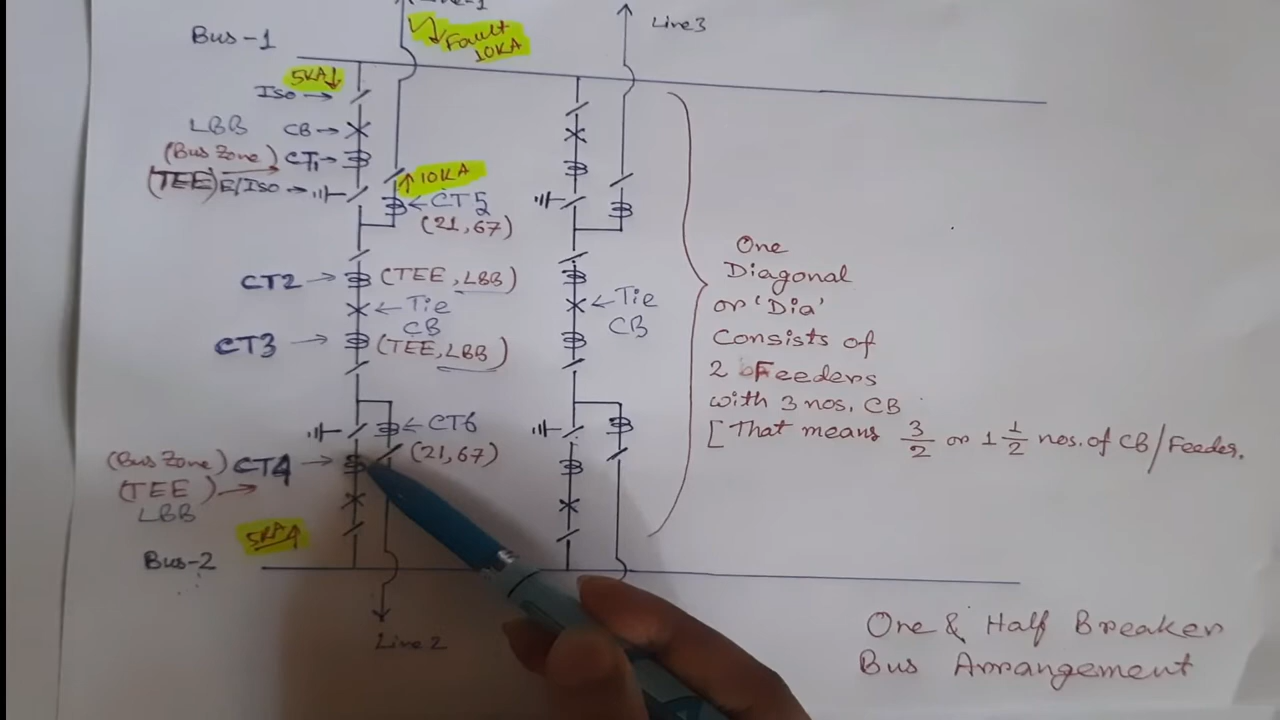 Line-1
Bus-1
Fault
10KA
Line3
5KA↓
Iso →
LBB
CB→
(Bus Zone) CT1→
(TEE) E/Iso →
↑10KA
←CT5
(21,67)
CT2 → (TEE, LBB)
← Tie
CB
CT3 → (TEE, LBB)
← CT6
(21,67)
(Bus Zone) CT4 →
(TEE) →
LBB
5KA↑
Bus-2
Line 2
← Tie
CB
One
Diagonal
or 'Dia'
Consists of
2 Feeders
with 3 nos. CB
[That means 3/2 or 1 1/2 nos. of CB/Feeder.
One & Half Breaker
Bus Arrangement